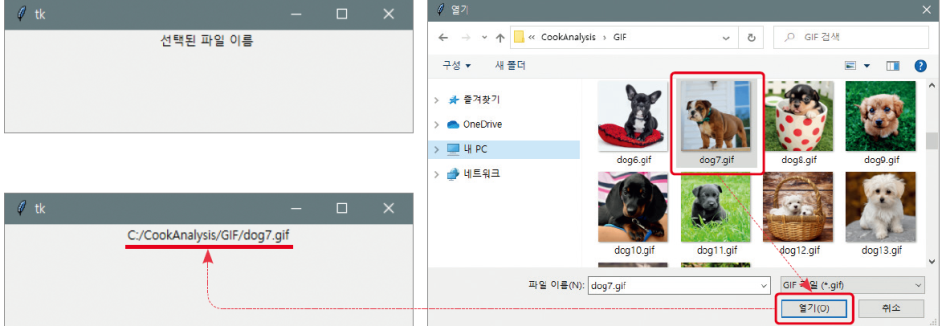 tk
선택된 파일 이름
tk
C:/CookAnalysis/GIF/dog7.gif
열기
« CookAnalysis › GIF
GIF 검색
구성 새 폴더
즐겨찾기
OneDrive
내 PC
네트워크
dog6.gif dog7.gif dog8.gif dog9.gif
dog10.gif dog11.gif dog12.gif dog13.gif
파일 이름(N): dog7.gif GIF 파일 (*.gif)
열기(O) 취소